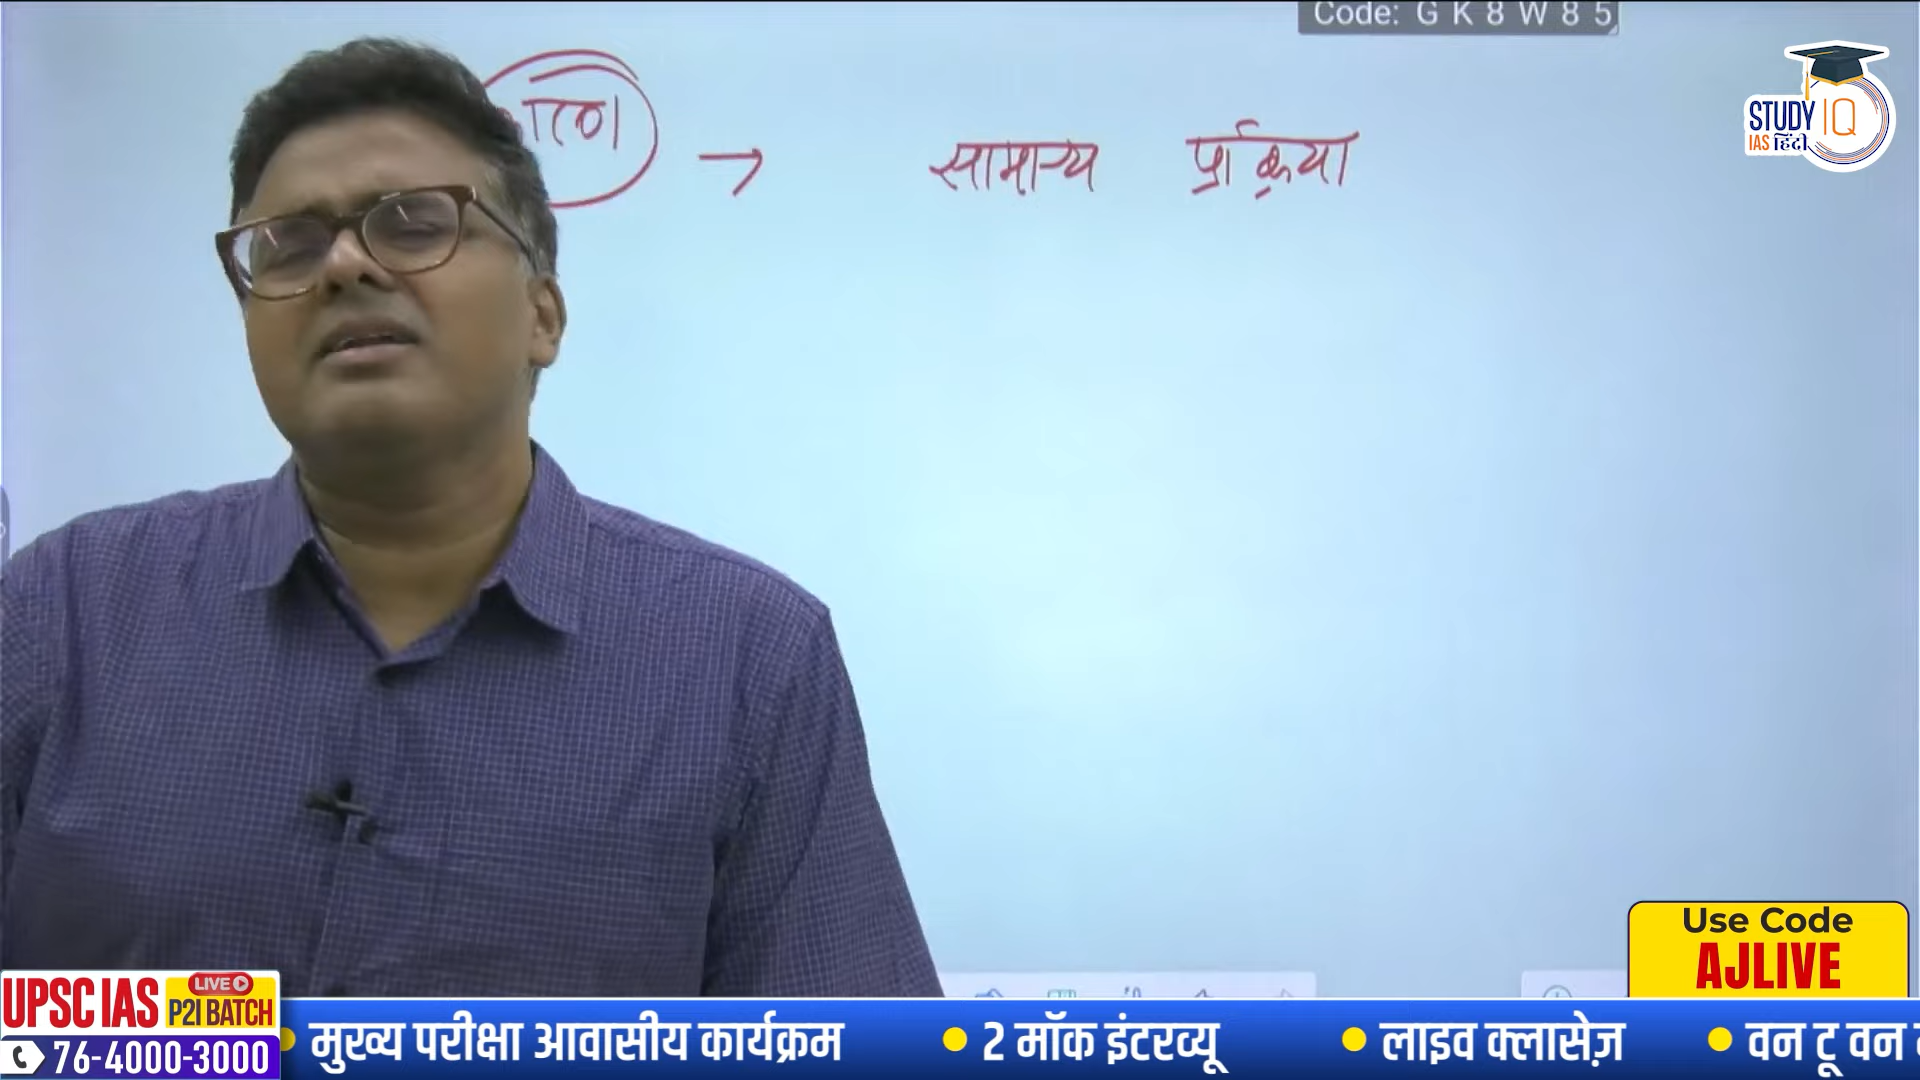 Code: G K 8 W 8 5
→ सामान्य प्रक्रिया
STUDY IQ
IAS हिंदी
Use Code
AJLIVE
UPSC IAS LIVE P2I BATCH
76-4000-3000
• मुख्य परीक्षा आवासीय कार्यक्रम • 2 मॉक इंटरव्यू • लाइव क्लासेज़ • वन टू वन